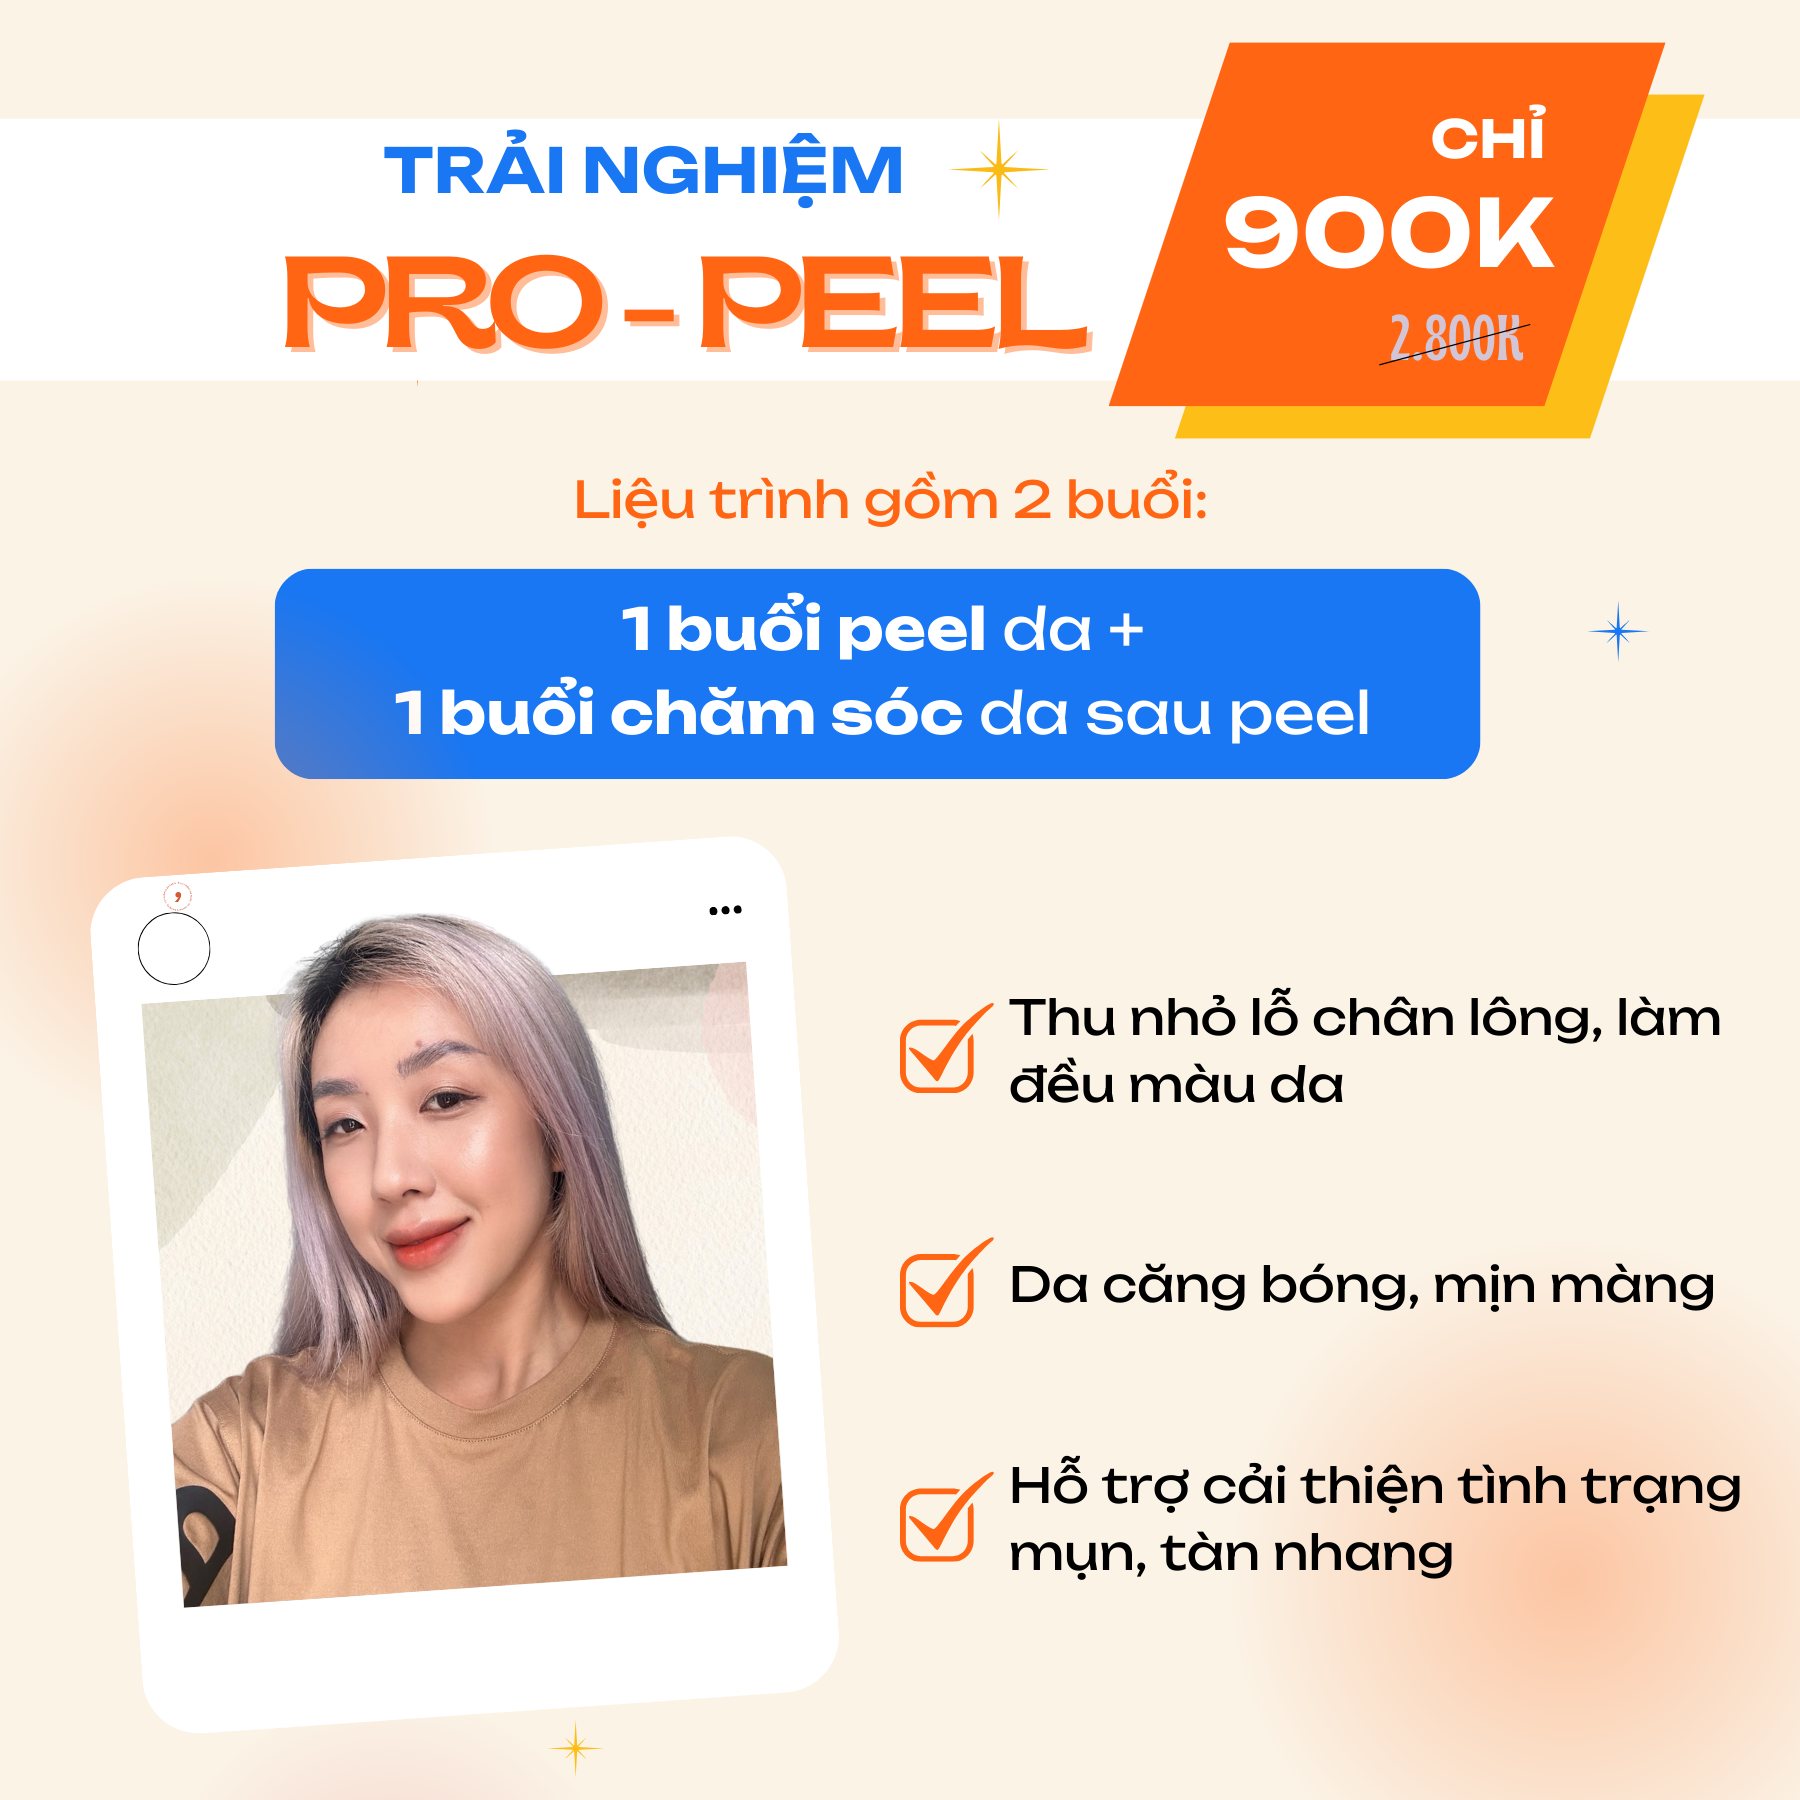 TRẢI NGHIỆM
PRO - PEEL
CHỈ
900K
2.800K
Liệu trình gồm 2 buổi:
1 buổi peel da +
1 buổi chăm sóc da sau peel
Thu nhỏ lỗ chân lông, làm
đều màu da
Da căng bóng, mịn màng
Hỗ trợ cải thiện tình trạng
mụn, tàn nhang